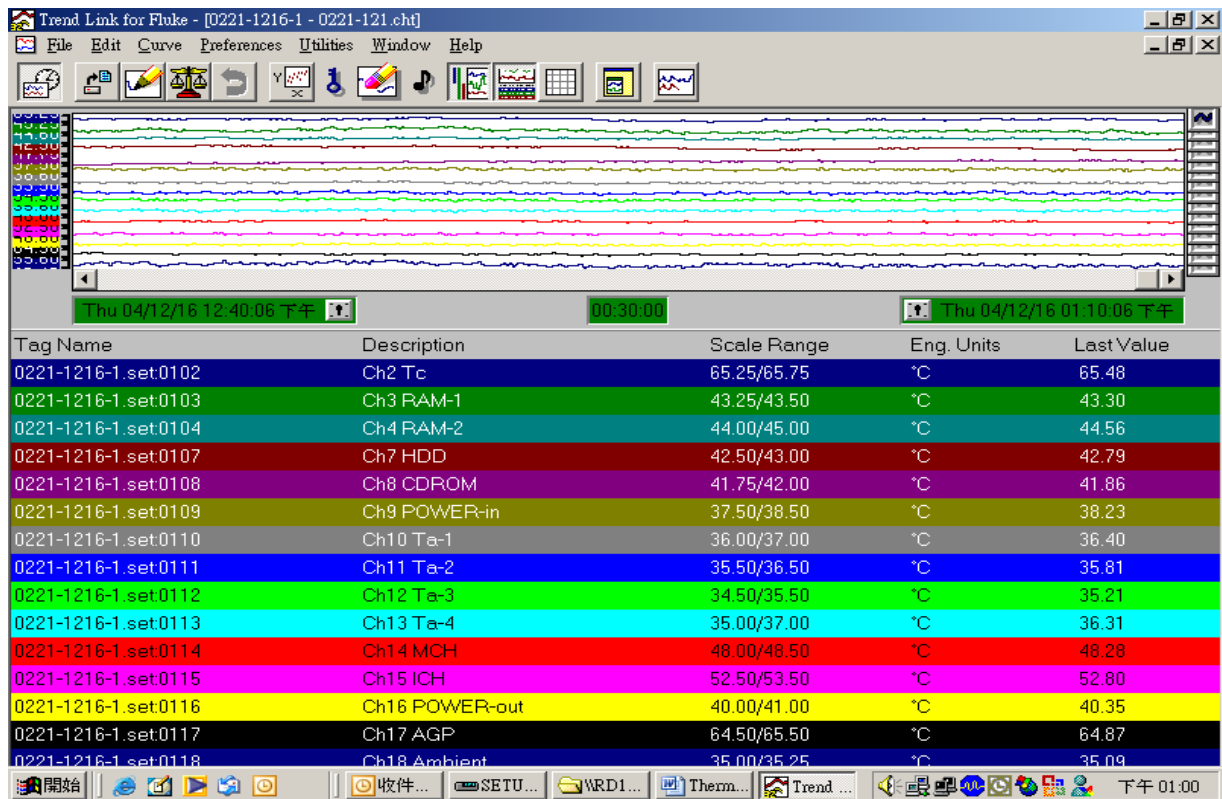 Trend Link for Fluke - [0221-1216-1 - 0221-121.cht]
File Edit Curve Preferences Utilities Window Help
Thu 04/12/16 12:40:06 下午 00:30:00 Thu 04/12/16 01:10:06 下午
Tag Name Description Scale Range Eng. Units Last Value
0221-1216-1.set:0102 Ch2 Tc 65.25/65.75 °C 65.48
0221-1216-1.set:0103 Ch3 RAM-1 43.25/43.50 °C 43.30
0221-1216-1.set:0104 Ch4 RAM-2 44.00/45.00 °C 44.56
0221-1216-1.set:0107 Ch7 HDD 42.50/43.00 °C 42.79
0221-1216-1.set:0108 Ch8 CDROM 41.75/42.00 °C 41.86
0221-1216-1.set:0109 Ch9 POWER-in 37.50/38.50 °C 38.23
0221-1216-1.set:0110 Ch10 Ta-1 36.00/37.00 °C 36.40
0221-1216-1.set:0111 Ch11 Ta-2 35.50/36.50 °C 35.81
0221-1216-1.set:0112 Ch12 Ta-3 34.50/35.50 °C 35.21
0221-1216-1.set:0113 Ch13 Ta-4 35.00/37.00 °C 36.31
0221-1216-1.set:0114 Ch14 MCH 48.00/48.50 °C 48.28
0221-1216-1.set:0115 Ch15 ICH 52.50/53.50 °C 52.80
0221-1216-1.set:0116 Ch16 POWER-out 40.00/41.00 °C 40.35
0221-1216-1.set:0117 Ch17 AGP 64.50/65.50 °C 64.87
0221-1216-1.set:0118 Ch18 Ambient 35.00/35.25 °C 35.09
開始 收件... SETU... \\RD1... Therm... Trend ... 下午 01:00